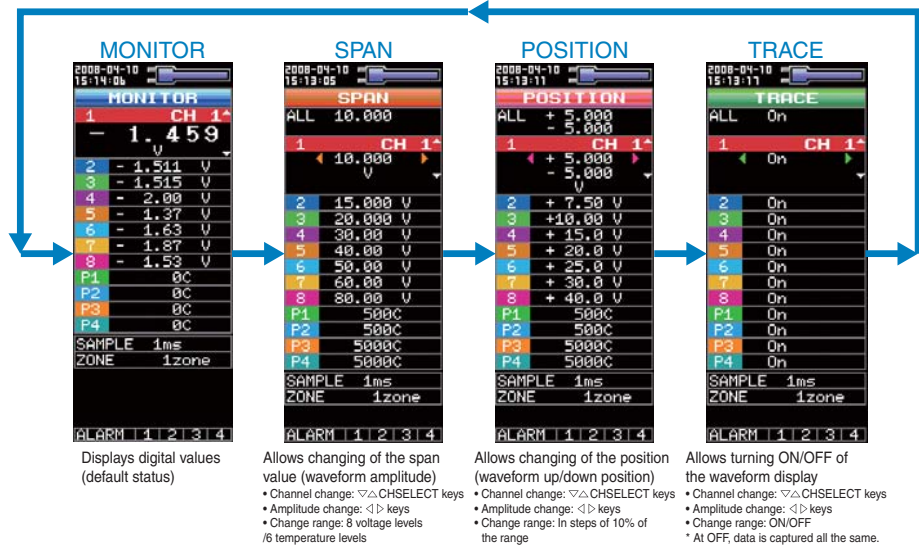 MONITOR
2008-04-10
15:14:06
MONITOR
1 CH 1
- 1.459
V
2 - 1.511 V
3 - 1.515 V
4 - 2.00 V
5 - 1.37 V
6 - 1.63 V
7 - 1.87 V
8 - 1.53 V
P1 0C
P2 0C
P3 0C
P4 0C
SAMPLE 1ms
ZONE 1zone
ALARM 1 2 3 4
Displays digital values
(default status)
SPAN
2008-04-10
15:13:05
SPAN
ALL 10.000
1 CH 1
10.000
V
2 15.000 V
3 20.000 V
4 30.00 V
5 40.00 V
6 50.00 V
7 60.00 V
8 80.00 V
P1 500C
P2 500C
P3 5000C
P4 5000C
SAMPLE 1ms
ZONE 1zone
ALARM 1 2 3 4
Allows changing of the span
value (waveform amplitude)
• Channel change: ▽△CHSELECT keys
• Amplitude change: ◁ ▷ keys
• Change range: 8 voltage levels
/6 temperature levels
POSITION
2008-04-10
15:13:11
POSITION
ALL + 5.000
- 5.000
1 CH 1
+ 5.000
- 5.000
V
2 + 7.50 V
3 +10.00 V
4 + 15.0 V
5 + 20.0 V
6 + 25.0 V
7 + 30.0 V
8 + 40.0 V
P1 500C
P2 500C
P3 5000C
P4 5000C
SAMPLE 1ms
ZONE 1zone
ALARM 1 2 3 4
Allows changing of the position
(waveform up/down position)
• Channel change: ▽△CHSELECT keys
• Amplitude change: ◁ ▷ keys
• Change range: In steps of 10% of
the range
TRACE
2008-04-10
15:13:17
TRACE
ALL On
1 CH 1
On
2 On
3 On
4 On
5 On
6 On
7 On
8 On
P1 On
P2 On
P3 On
P4 On
SAMPLE 1ms
ZONE 1zone
ALARM 1 2 3 4
Allows turning ON/OFF of
the waveform display
• Channel change: ▽△CHSELECT keys
• Amplitude change: ◁ ▷ keys
• Change range: ON/OFF
* At OFF, data is captured all the same.